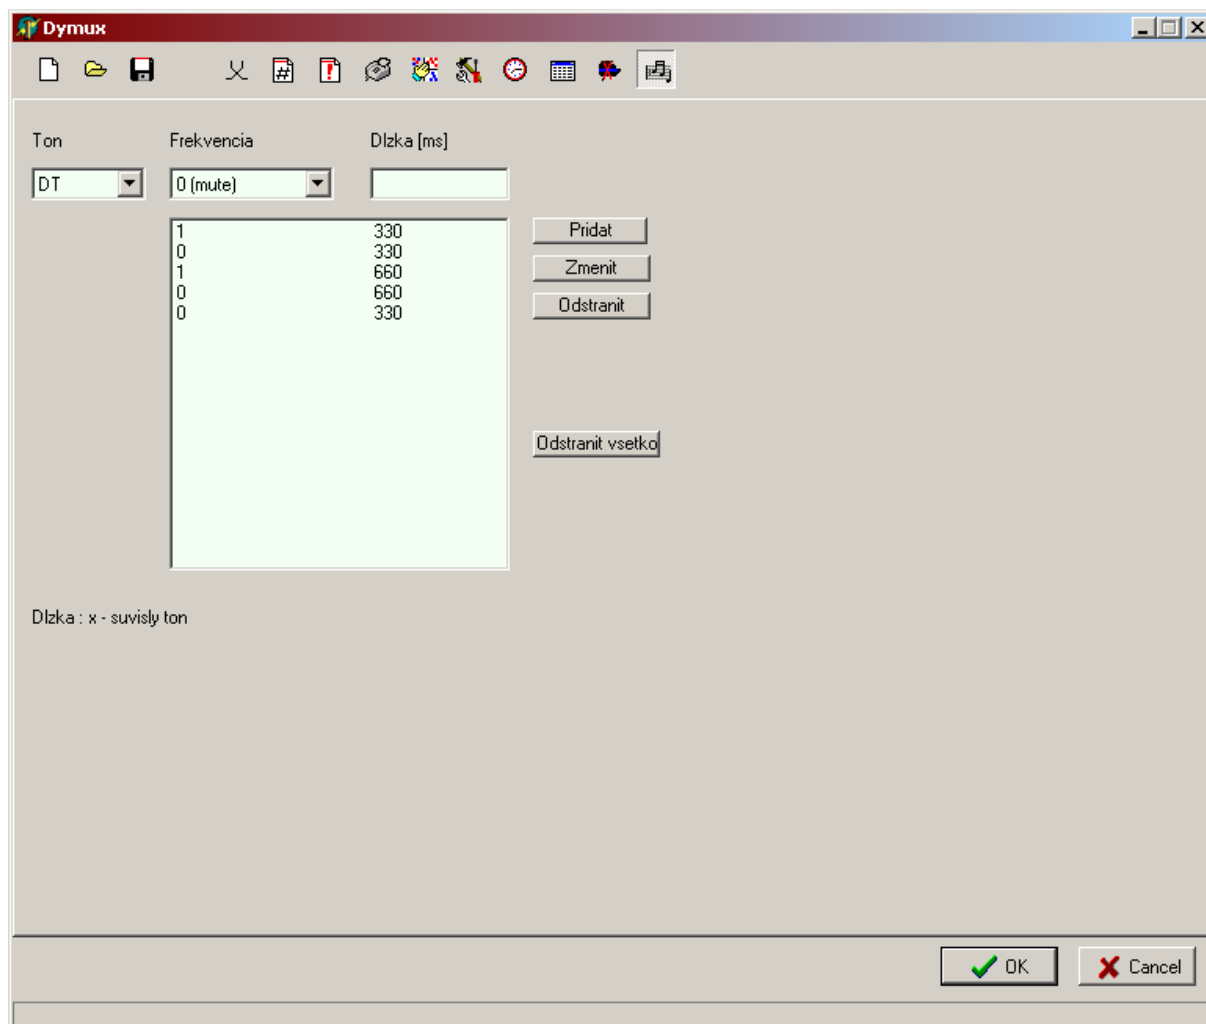 Dymux
Ton Frekvencia Dlzka [ms]
DT 0 (mute)
1 330 Pridat
0 330
1 660 Zmenit
0 660
0 330 Odstranit
Odstranit vsetko
Dlzka : x - suvisly ton
OK Cancel